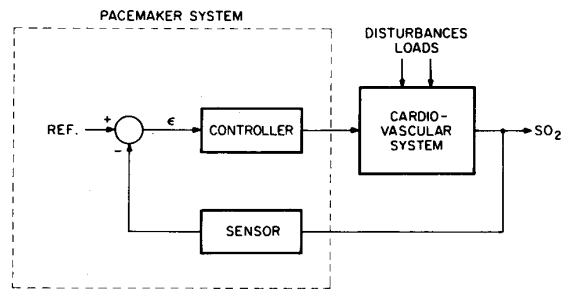 PACEMAKER SYSTEM
DISTURBANCES
LOADS
REF.
+
-
ϵ
CONTROLLER
CARDIO-
VASCULAR
SYSTEM
SO₂
SENSOR